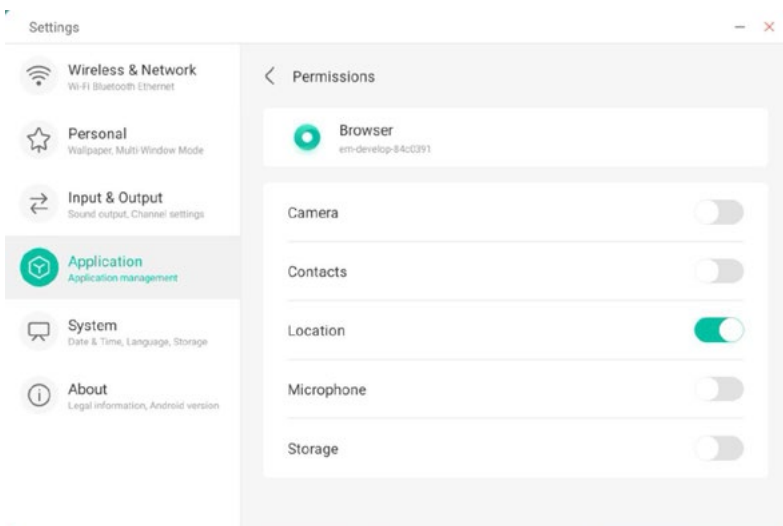 Settings
Wireless & Network
Wi-Fi Bluetooth Ethernet
Personal
Wallpaper, Multi-Window Mode
Input & Output
Sound output, Channel settings
Application
Application management
System
Date & Time, Language, Storage
About
Legal information, Android version
Permissions
Browser
em-develop-84c0391
Camera
Contacts
Location
Microphone
Storage